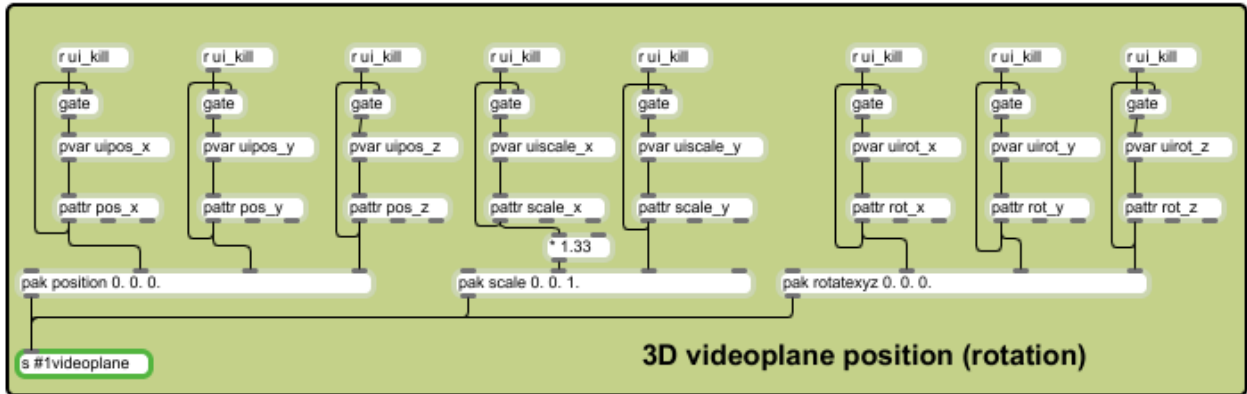 r ui_kill r ui_kill r ui_kill r ui_kill r ui_kill r ui_kill r ui_kill r ui_kill
gate gate gate gate gate gate gate gate
pvar uipos_x pvar uipos_y pvar uipos_z pvar uiscale_x pvar uiscale_y pvar uirot_x pvar uirot_y pvar uirot_z
pattr pos_x pattr pos_y pattr pos_z pattr scale_x pattr scale_y pattr rot_x pattr rot_y pattr rot_z
* 1.33
pak position 0. 0. 0. pak scale 0. 0. 1. pak rotatexyz 0. 0. 0.
s #1videoplane 3D videoplane position (rotation)